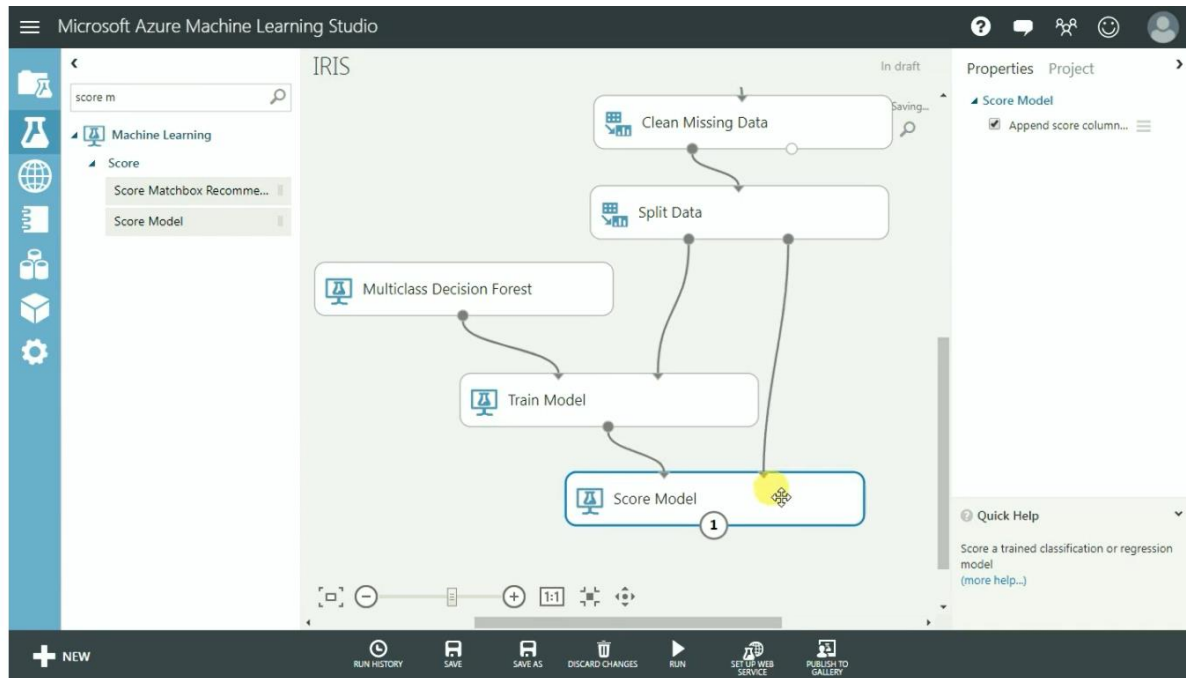 Microsoft Azure Machine Learning Studio
?
score m
Machine Learning
Score
Score Matchbox Recomme...
Score Model
IRIS
In draft
Saving...
Clean Missing Data
Split Data
Multiclass Decision Forest
Train Model
Score Model
1
1:1
Properties Project
Score Model
Append score column...
Quick Help
Score a trained classification or regression
model
(more help...)
NEW
RUN HISTORY
SAVE
SAVE AS
DISCARD CHANGES
RUN
SET UP WEB
SERVICE
PUBLISH TO
GALLERY